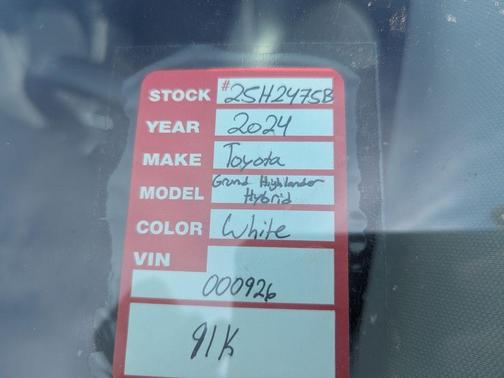 STOCK #25H2475B
YEAR 2024
MAKE Toyota
MODEL Grand Highlander
Hybrid
COLOR White
VIN
000926
91K